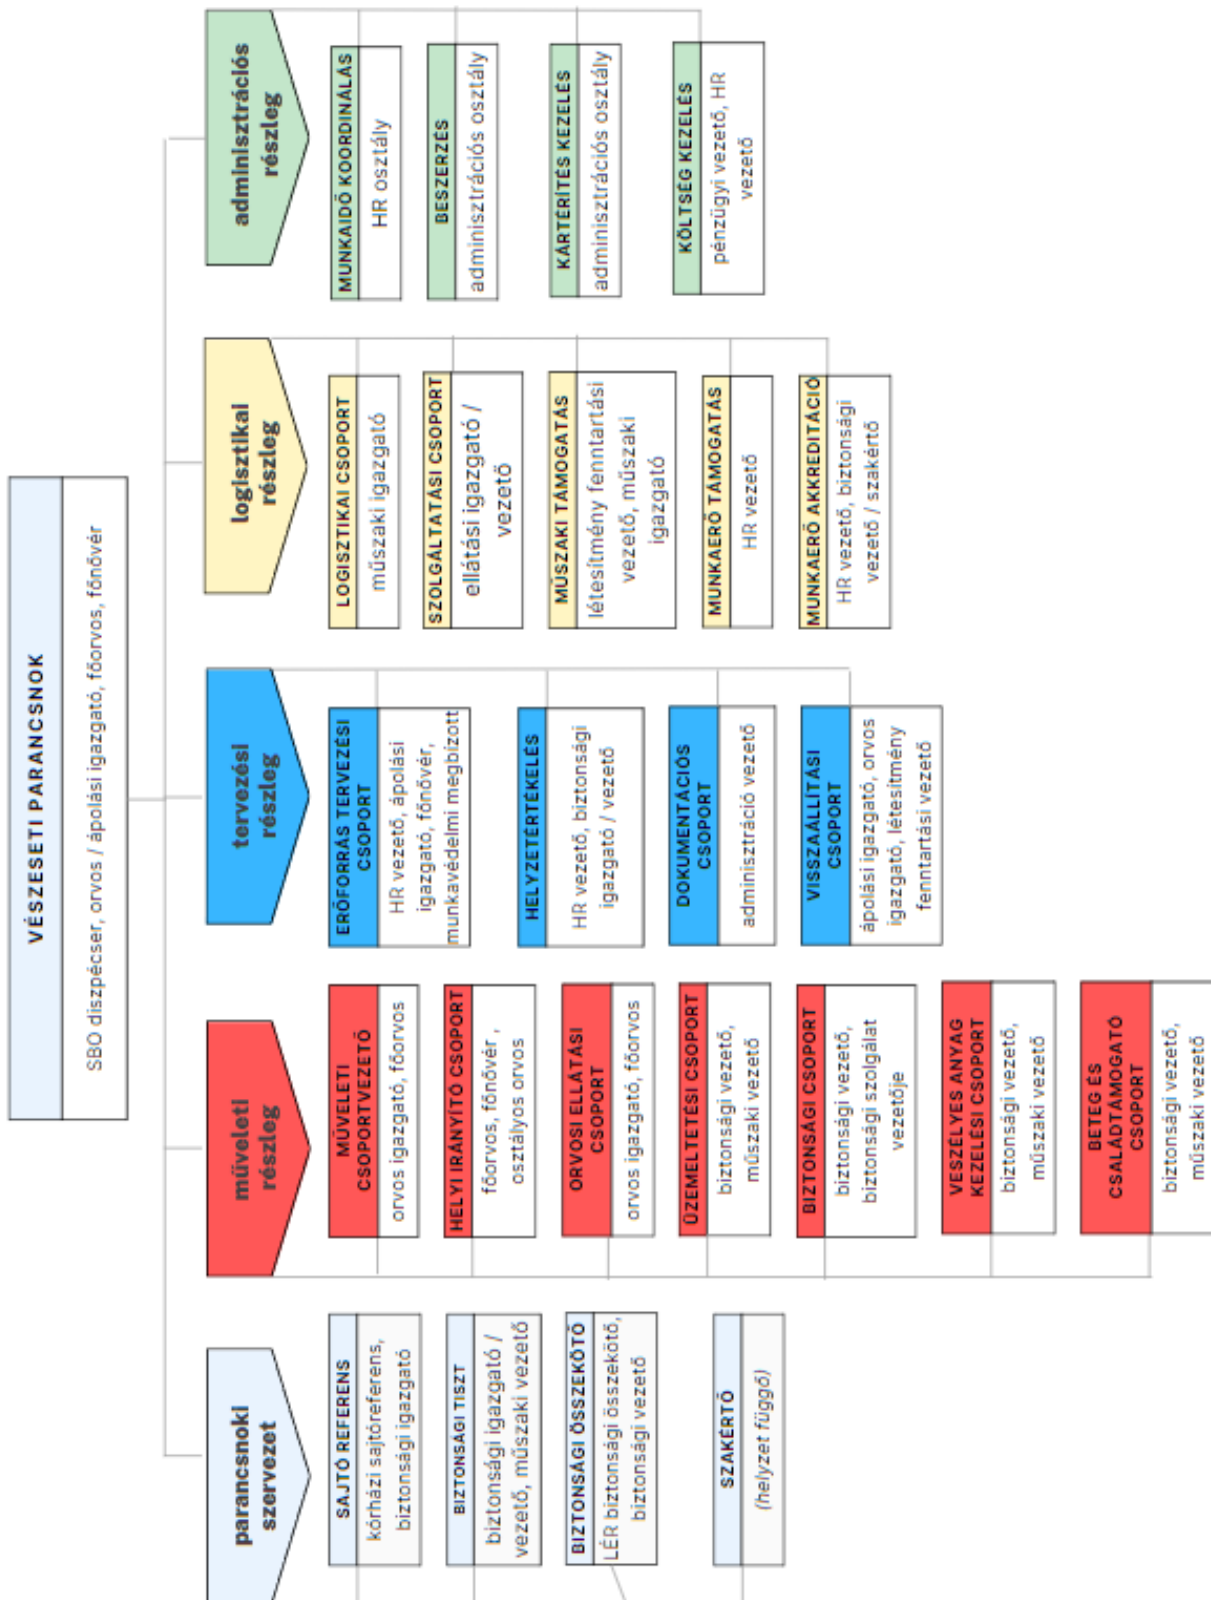 VÉSZESETI PARANCSNOK
SBO diszpécser, orvos / ápolási igazgató, főorvos, főnővér
parancsnoki
szervezet
SAJTÓ REFERENS
kórházi sajtóreferens,
biztonsági igazgató
BIZTONSÁGI TISZT
biztonsági igazgató /
vezető, műszaki vezető
BIZTONSÁGI ÖSSZEKÖTŐ
LÉR biztonsági összekötő,
biztonsági vezető
SZAKÉRTŐ
(helyzet függő)
műveleti
részleg
MŰVELETI
CSOPORTVEZETŐ
orvos igazgató, főorvos
HELYI IRÁNYÍTÓ CSOPORT
főorvos, főnővér ,
osztályos orvos
ORVOSI ELLÁTÁSI
CSOPORT
orvos igazgató, főorvos
ÜZEMELTETÉSI CSOPORT
biztonsági vezető,
műszaki vezető
BIZTONSÁGI CSOPORT
biztonsági vezető,
biztonsági szolgálat
vezetője
VESZÉLYES ANYAG
KEZELÉSI CSOPORT
biztonsági vezető,
műszaki vezető
BETEG ÉS
CSALÁDTÁMOGATÓ
CSOPORT
biztonsági vezető,
műszaki vezető
tervezési
részleg
ERŐFORRÁS TERVEZÉSI
CSOPORT
HR vezető, ápolási
igazgató, főnővér,
munkavédelmi megbízott
HELYZETÉRTÉKELÉS
HR vezető, biztonsági
igazgató / vezető
DOKUMENTÁCIÓS
CSOPORT
adminisztráció vezető
VISSZAÁLLÍTÁSI
CSOPORT
ápolási igazgató, orvos
igazgató, létesítmény
fenntartási vezető
logisztikai
részleg
LOGISZTIKAI CSOPORT
műszaki igazgató
SZOLGÁLTATÁSI CSOPORT
ellátási igazgató /
vezető
MŰSZAKI TÁMOGATÁS
létesítmény fenntartási
vezető, műszaki
igazgató
MUNKAERŐ TÁMOGATÁS
HR vezető
MUNKAERŐ AKKREDITÁCIÓ
HR vezető, biztonsági
vezető / szakértő
adminisztrációs
részleg
MUNKAIDŐ KOORDINÁLÁS
HR osztály
BESZERZÉS
adminisztrációs osztály
KÁRTÉRÍTÉS KEZELÉS
adminisztrációs osztály
KÖLTSÉG KEZELÉS
pénzügyi vezető, HR
vezető